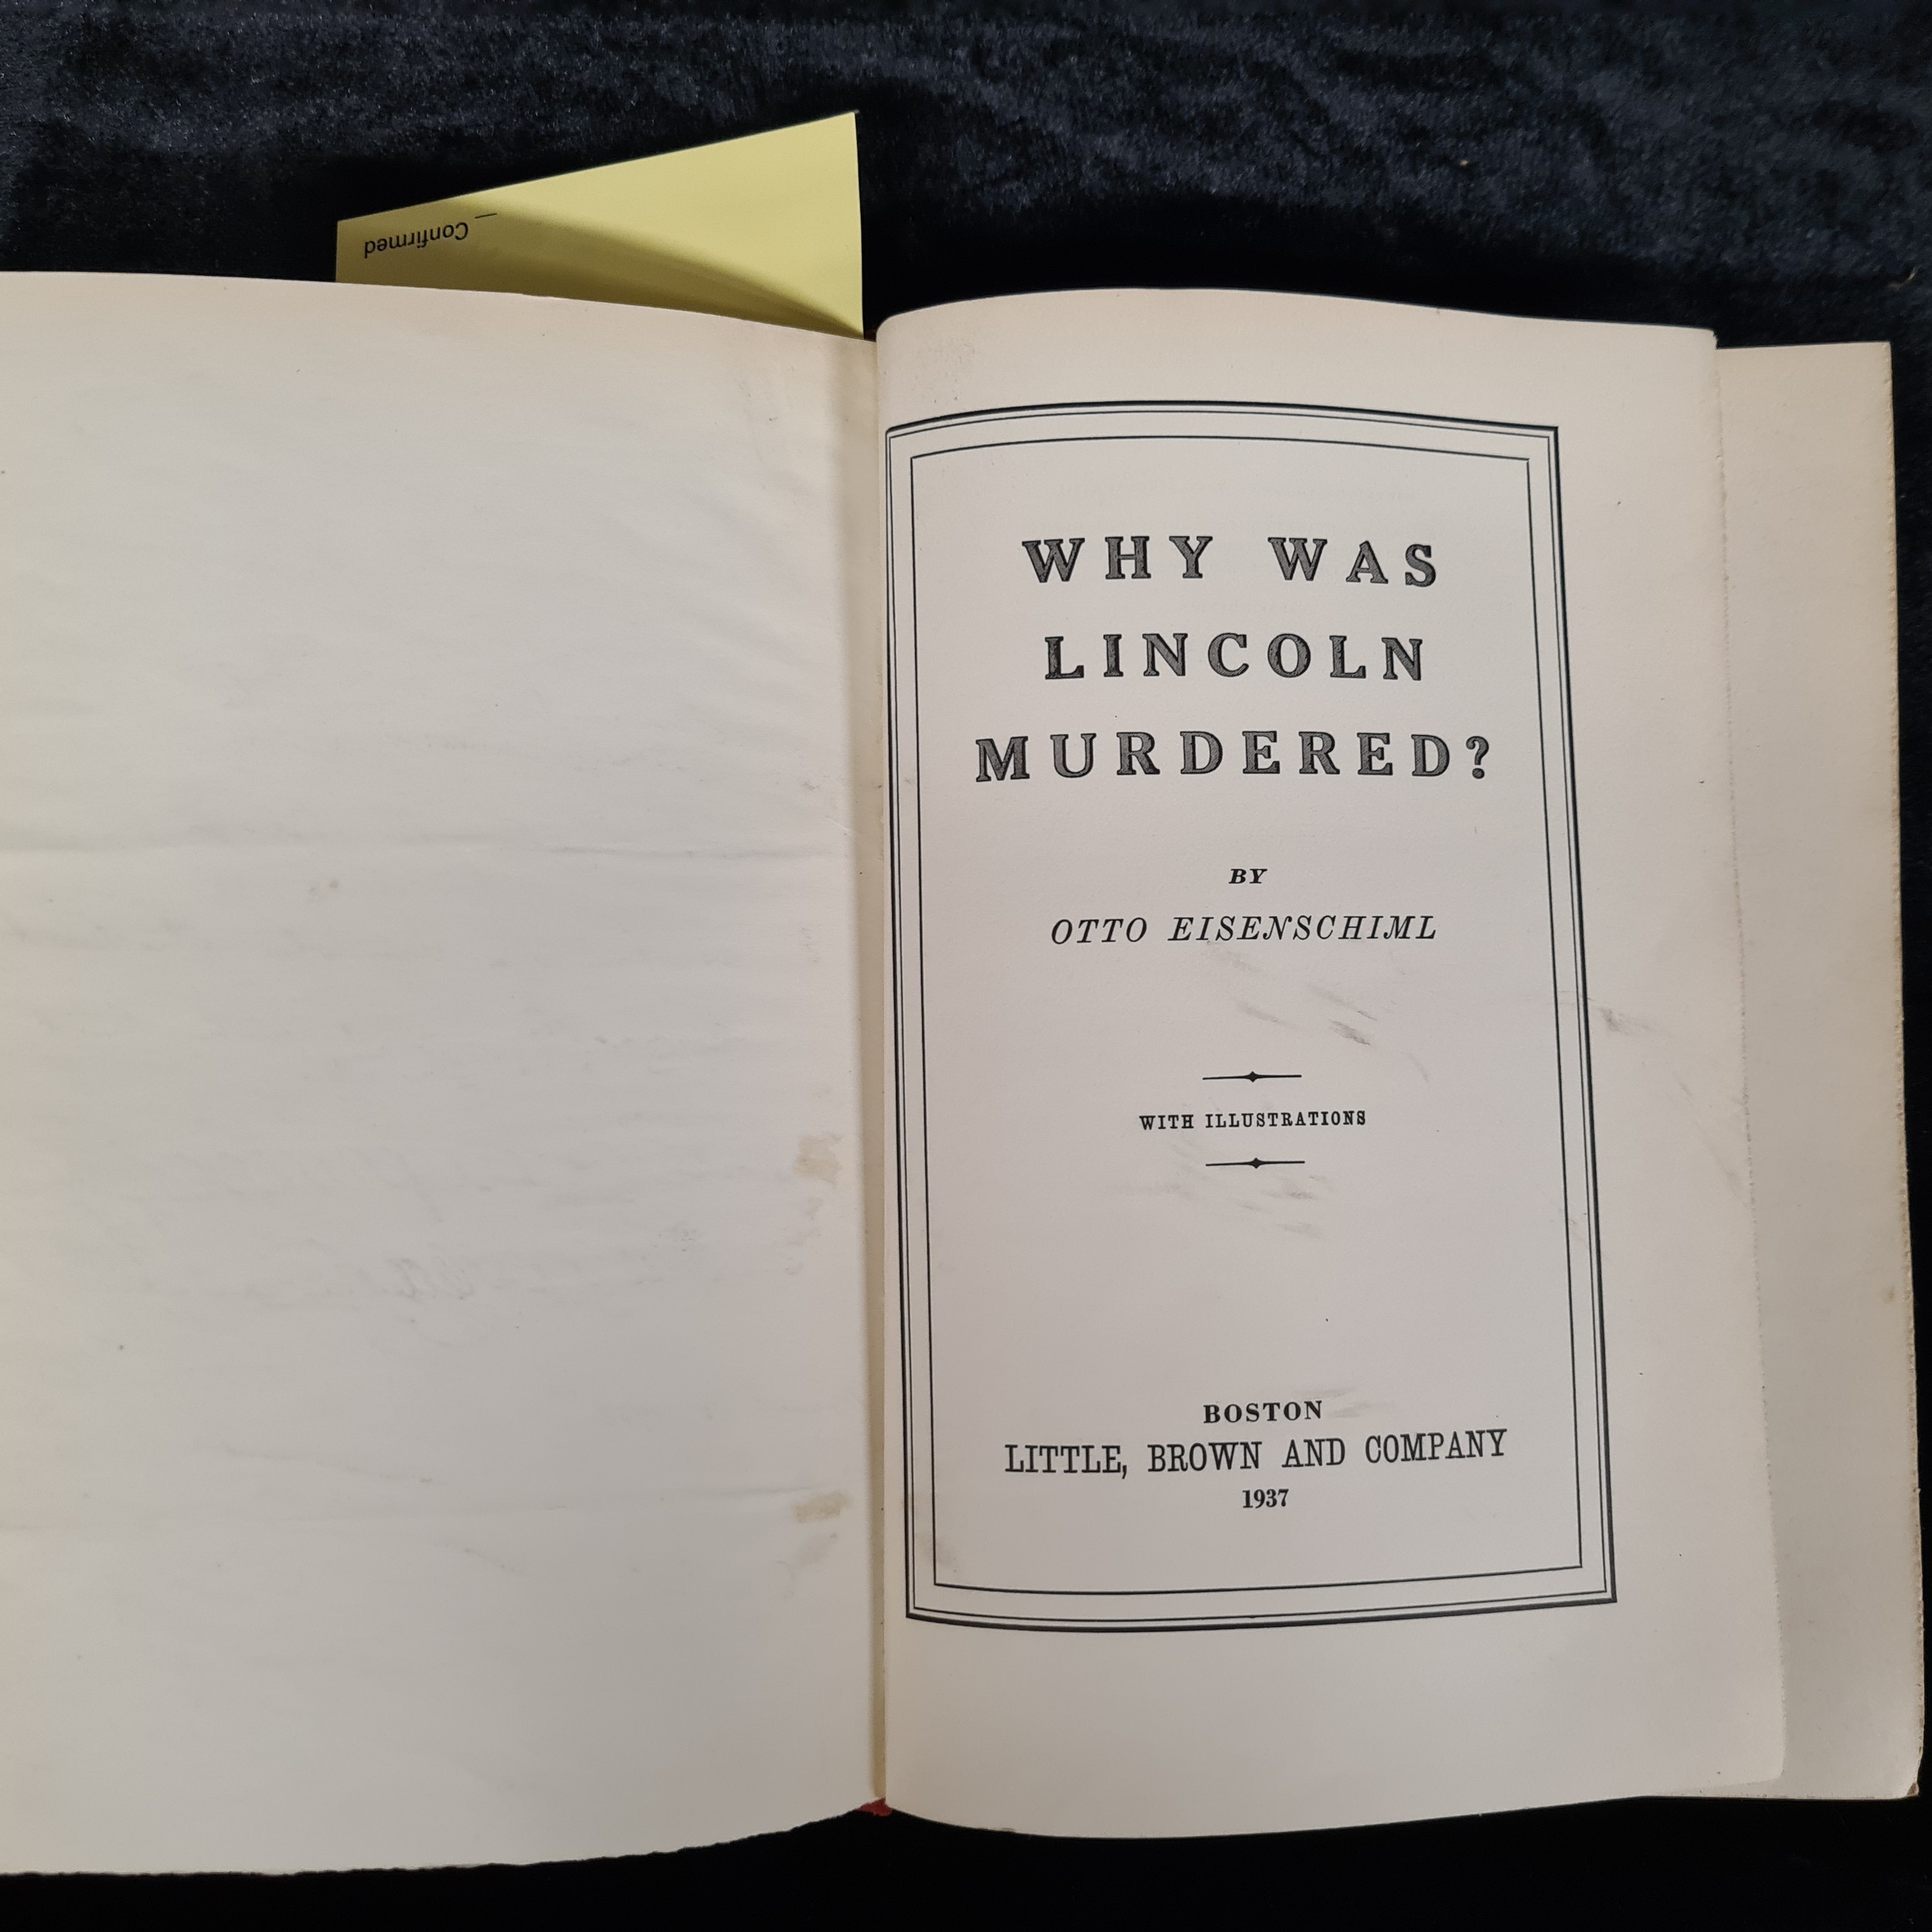 Confirmed
WHY WAS
LINCOLN
MURDERED?
BY
OTTO EISENSCHIML
WITH ILLUSTRATIONS
BOSTON
LITTLE, BROWN AND COMPANY
1937